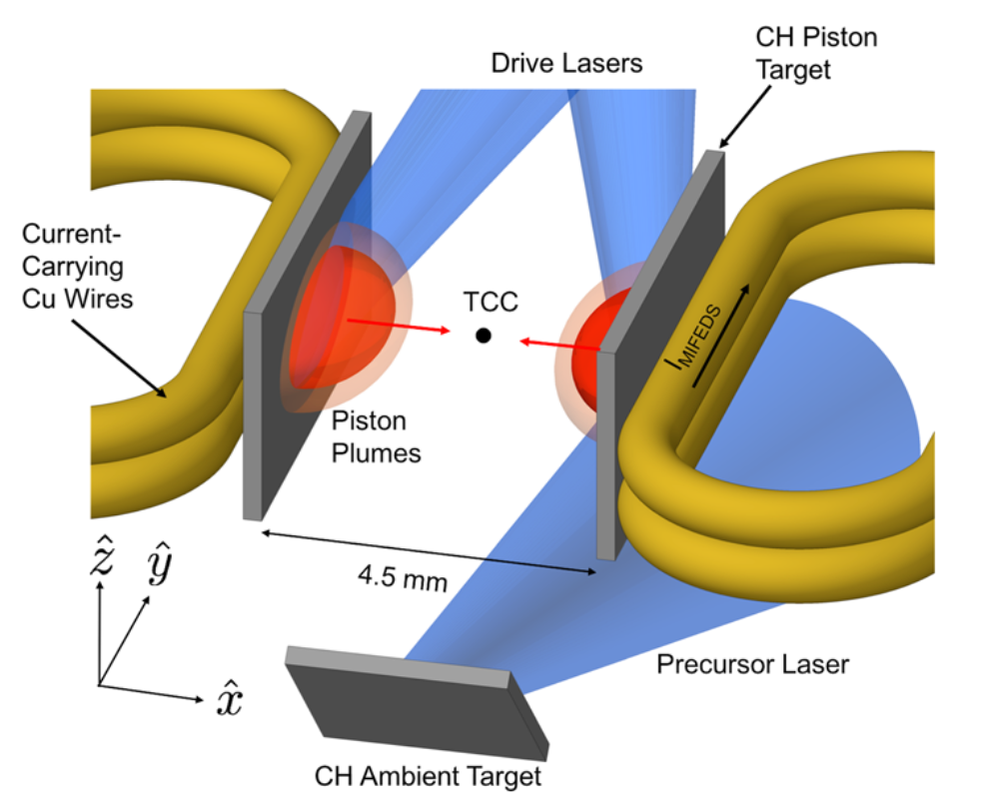 CH Piston
Target
Drive Lasers
Current-
Carrying
Cu Wires
TCC
I_MIFEDS
Piston
Plumes
4.5 mm
ẑ
ŷ
x̂
Precursor Laser
CH Ambient Target